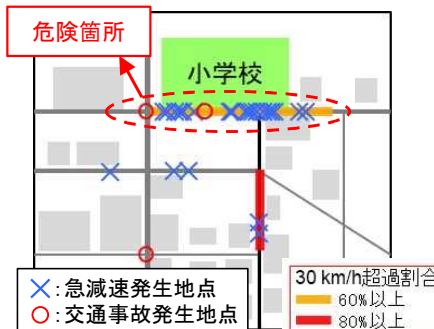 危険箇所
小学校
×:急減速発生地点
○:交通事故発生地点
30 km/h超過割合
60%以上
80%以上